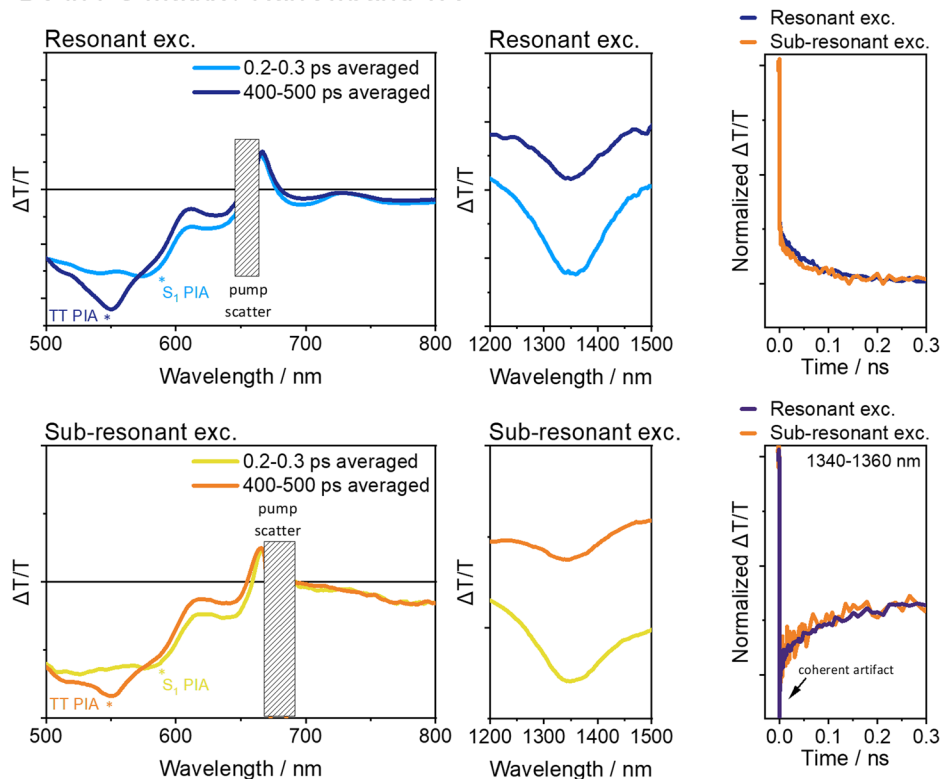 Resonant exc.
0.2-0.3 ps averaged
400-500 ps averaged
ΔT/T
S₁ PIA
*
TT PIA *
pump
scatter
500 600 700 800
Wavelength / nm
Resonant exc.
ΔT/T
1200 1300 1400 1500
Wavelength / nm
Resonant exc.
Sub-resonant exc.
Normalized ΔT/T
0.0 0.1 0.2 0.3
Time / ns
Sub-resonant exc.
0.2-0.3 ps averaged
400-500 ps averaged
pump
scatter
ΔT/T
*
S₁ PIA
TT PIA *
500 600 700 800
Wavelength / nm
Sub-resonant exc.
ΔT/T
1200 1300 1400 1500
Wavelength / nm
Resonant exc.
Sub-resonant exc.
1340-1360 nm
Normalized ΔT/T
coherent artifact
0.0 0.1 0.2 0.3
Time / ns